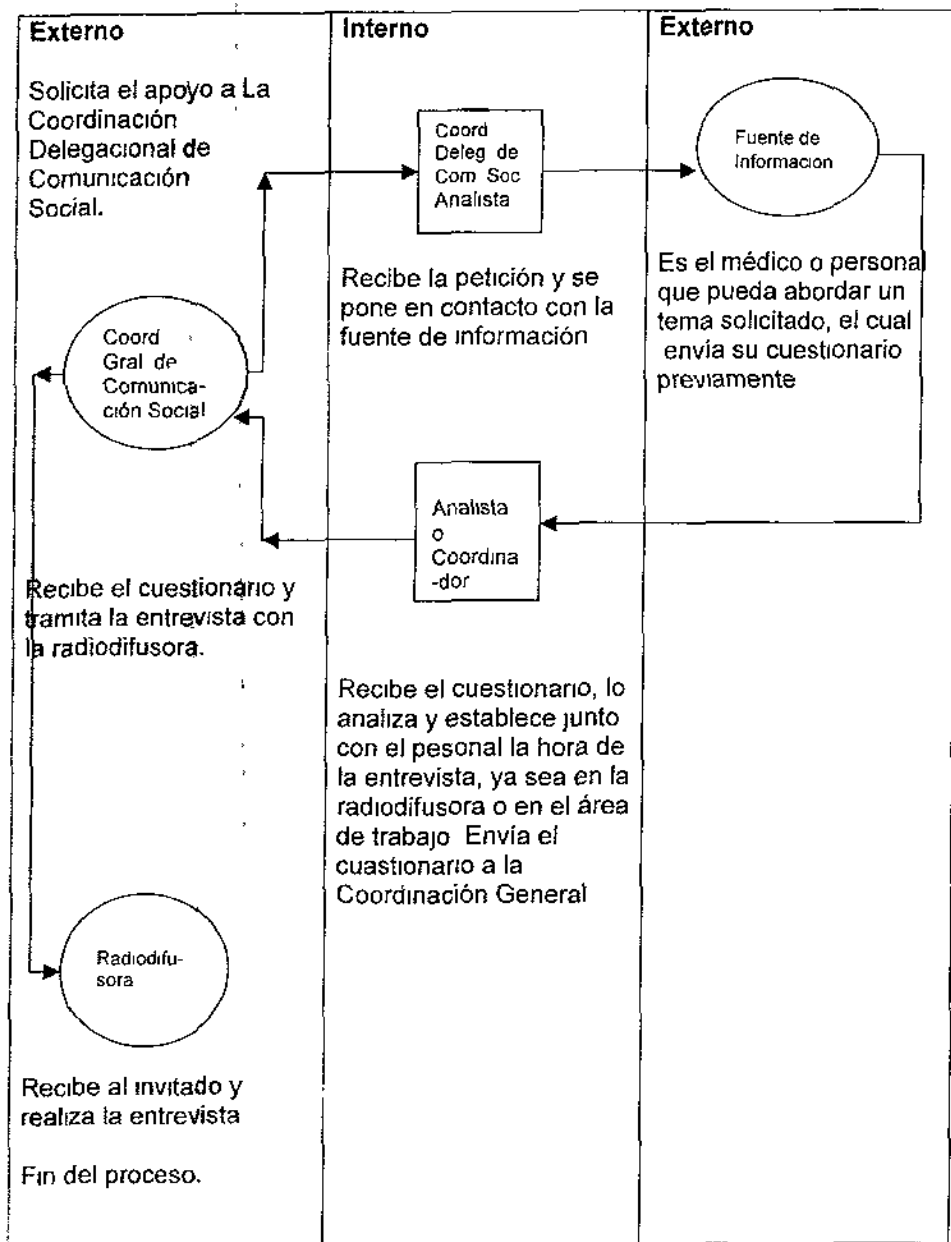 Externo
Solicita el apoyo a La
Coordinación
Delegacional de
Comunicación
Social.
Coord
Gral de
Comunica-
ción Social
Recibe el cuestionario y
tramita la entrevista con
la radiodifusora.
Radiodifu-
sora
Recibe al invitado y
realiza la entrevista
Fin del proceso.
Interno
Coord
Deleg de
Com Soc
Analista
Recibe la petición y se
pone en contacto con la
fuente de información
Analista
o
Coordina
-dor
Recibe el cuestionario, lo
analiza y establece junto
con el pesonal la hora de
la entrevista, ya sea en la
radiodifusora o en el área
de trabajo Envía el
cuastionario a la
Coordinación General
Externo
Fuente de
Informacion
Es el médico o persona
que pueda abordar un
tema solicitado, el cual
envía su cuestionario
previamente